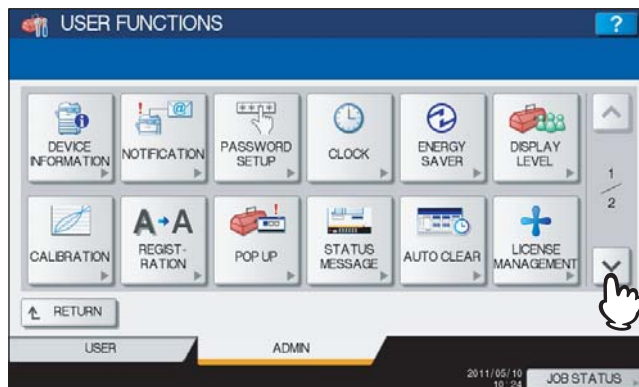 USER FUNCTIONS
?
DEVICE
INFORMATION
NOTIFICATION
PASSWORD
SETUP
CLOCK
ENERGY
SAVER
DISPLAY
LEVEL
1
2
CALIBRATION
A→A
REGIST-
RATION
POP UP
STATUS
MESSAGE
AUTO CLEAR
LICENSE
MANAGEMENT
RETURN
USER
ADMIN
2011/05/10
10:24
JOB STATUS